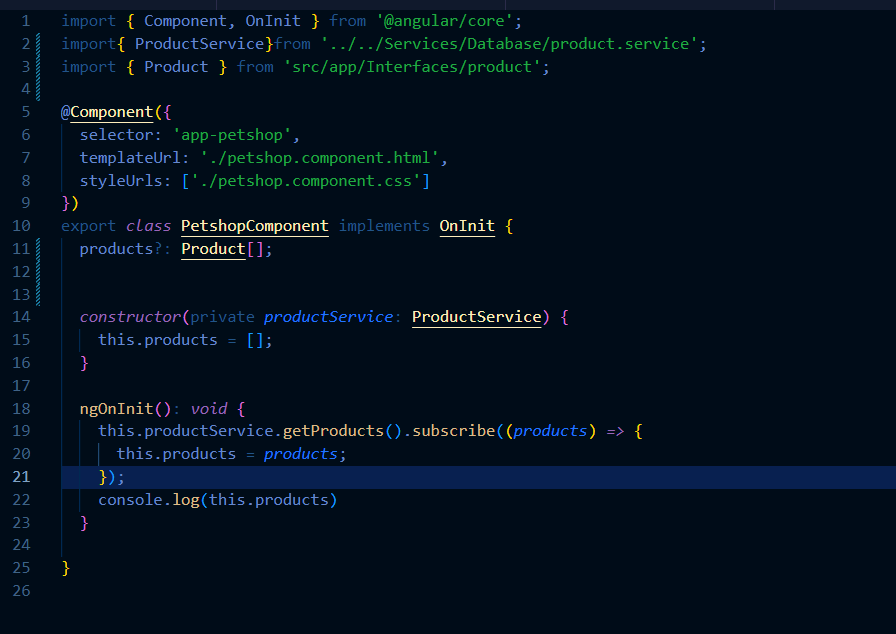 1 import { Component, OnInit } from '@angular/core';
2 import{ ProductService}from '../../Services/Database/product.service';
3 import { Product } from 'src/app/Interfaces/product';
4
5 @Component({
6 selector: 'app-petshop',
7 templateUrl: './petshop.component.html',
8 styleUrls: ['./petshop.component.css']
9 })
10 export class PetshopComponent implements OnInit {
11 products?: Product[];
12
13
14 constructor(private productService: ProductService) {
15 this.products = [];
16 }
17
18 ngOnInit(): void {
19 this.productService.getProducts().subscribe((products) => {
20 this.products = products;
21 });
22 console.log(this.products)
23 }
24
25 }
26